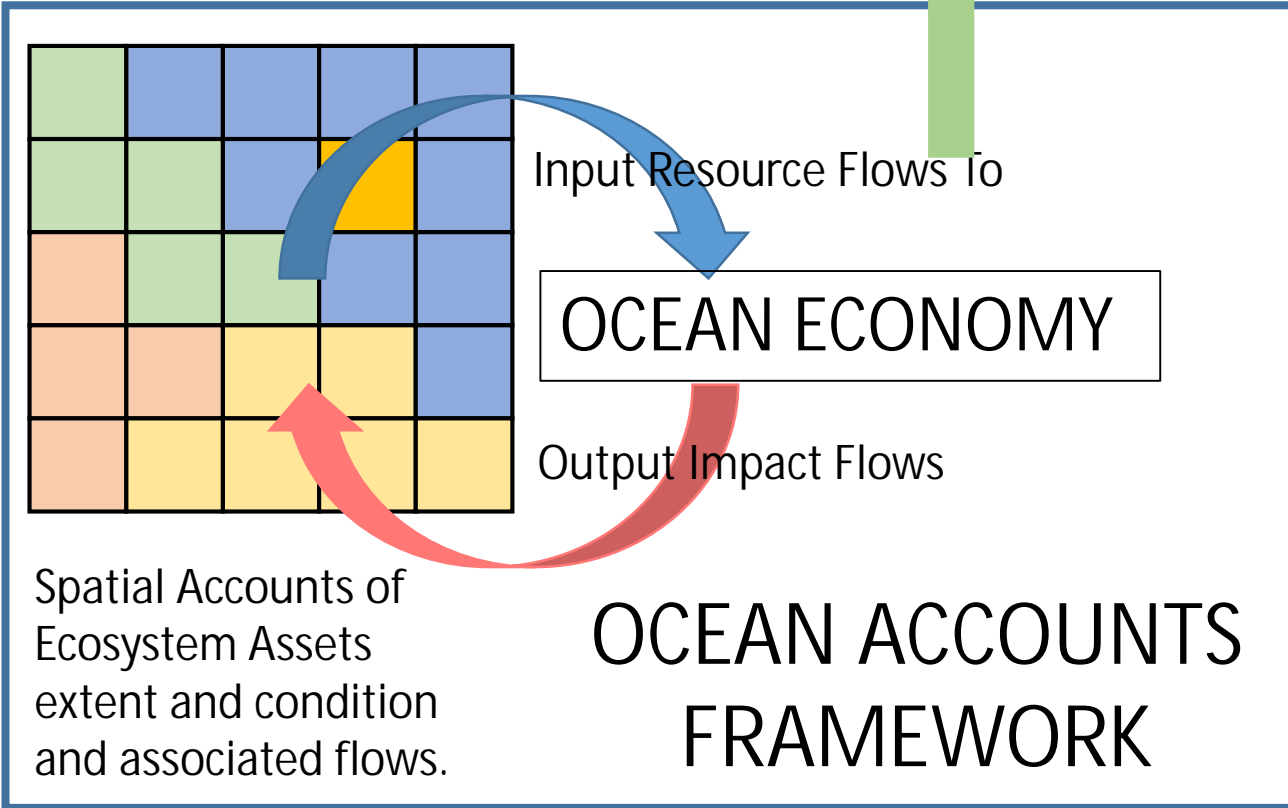 Input Resource Flows To
OCEAN ECONOMY
Output Impact Flows
Spatial Accounts of
Ecosystem Assets
extent and condition
and associated flows.
OCEAN ACCOUNTS
FRAMEWORK